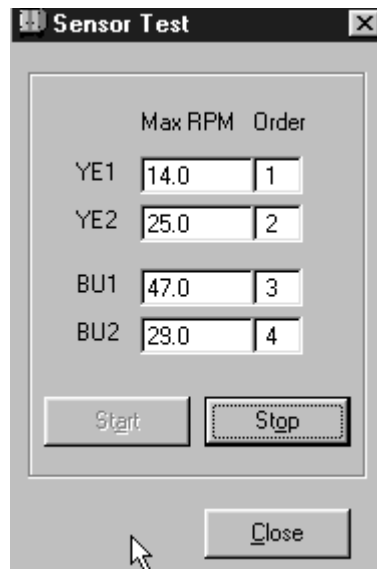 Sensor Test
Max RPM Order
YE1 14.0 1
YE2 25.0 2
BU1 47.0 3
BU2 29.0 4
Start Stop
Close